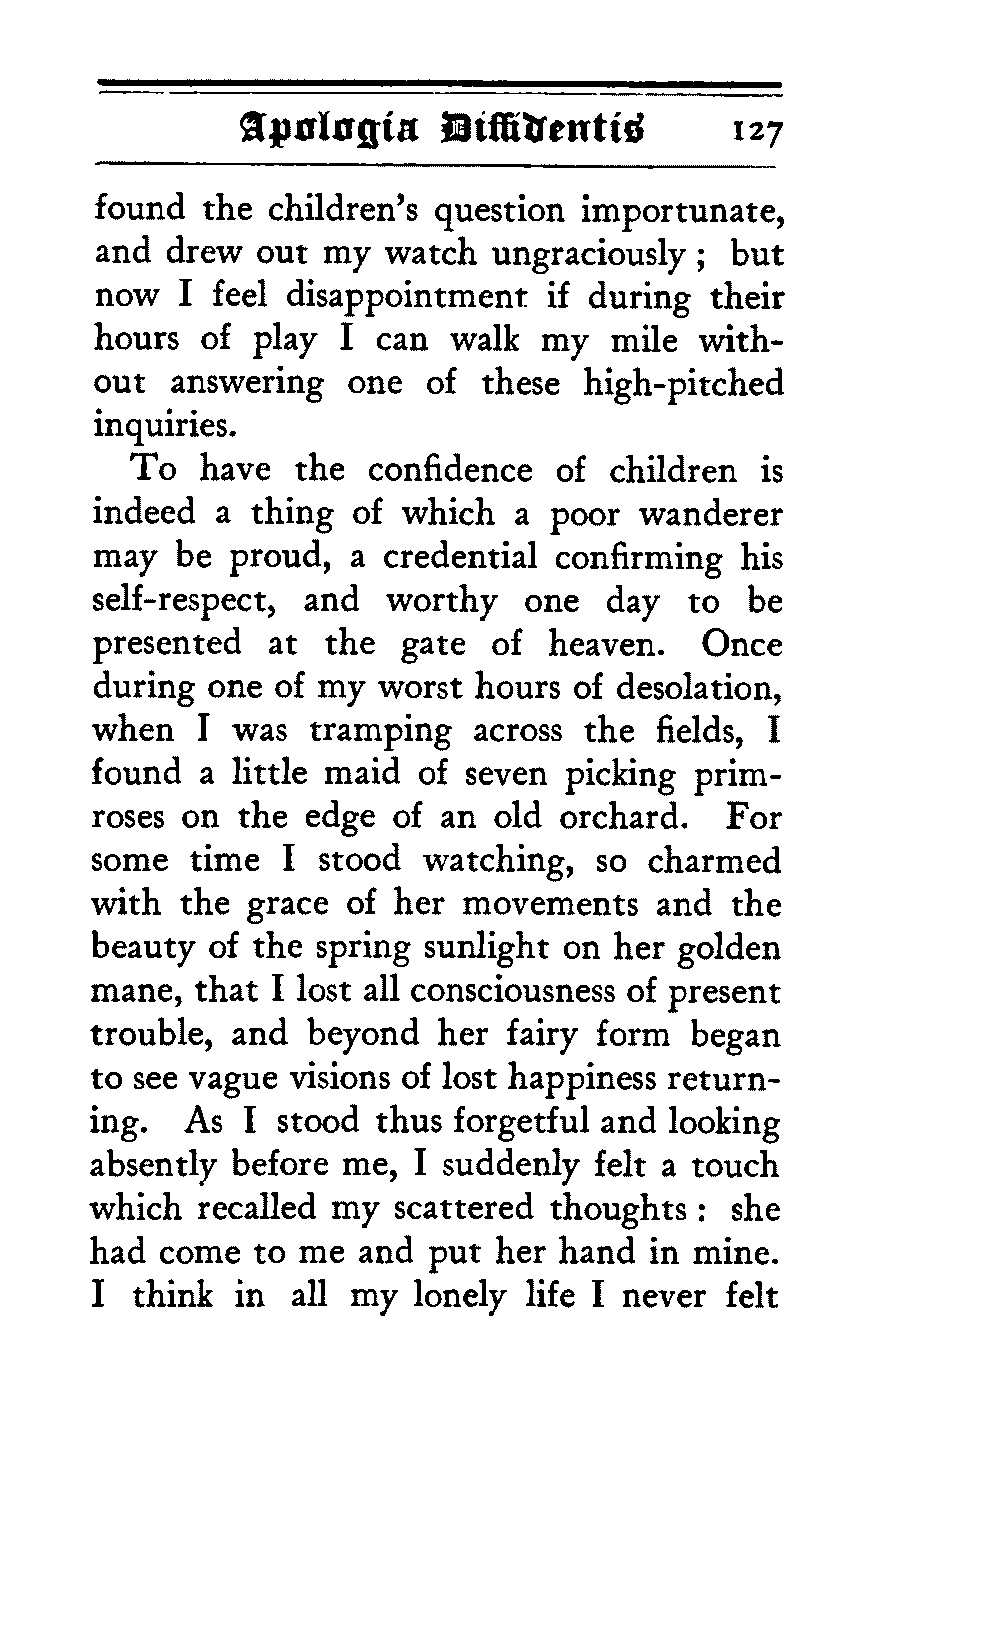 Apologia Diffidentis 127
found the children's question importunate,
and drew out my watch ungraciously ; but
now I feel disappointment if during their
hours of play I can walk my mile with-
out answering one of these high-pitched
inquiries.
To have the confidence of children is
indeed a thing of which a poor wanderer
may be proud, a credential confirming his
self-respect, and worthy one day to be
presented at the gate of heaven. Once
during one of my worst hours of desolation,
when I was tramping across the fields, I
found a little maid of seven picking prim-
roses on the edge of an old orchard. For
some time I stood watching, so charmed
with the grace of her movements and the
beauty of the spring sunlight on her golden
mane, that I lost all consciousness of present
trouble, and beyond her fairy form began
to see vague visions of lost happiness return-
ing. As I stood thus forgetful and looking
absently before me, I suddenly felt a touch
which recalled my scattered thoughts : she
had come to me and put her hand in mine.
I think in all my lonely life I never felt